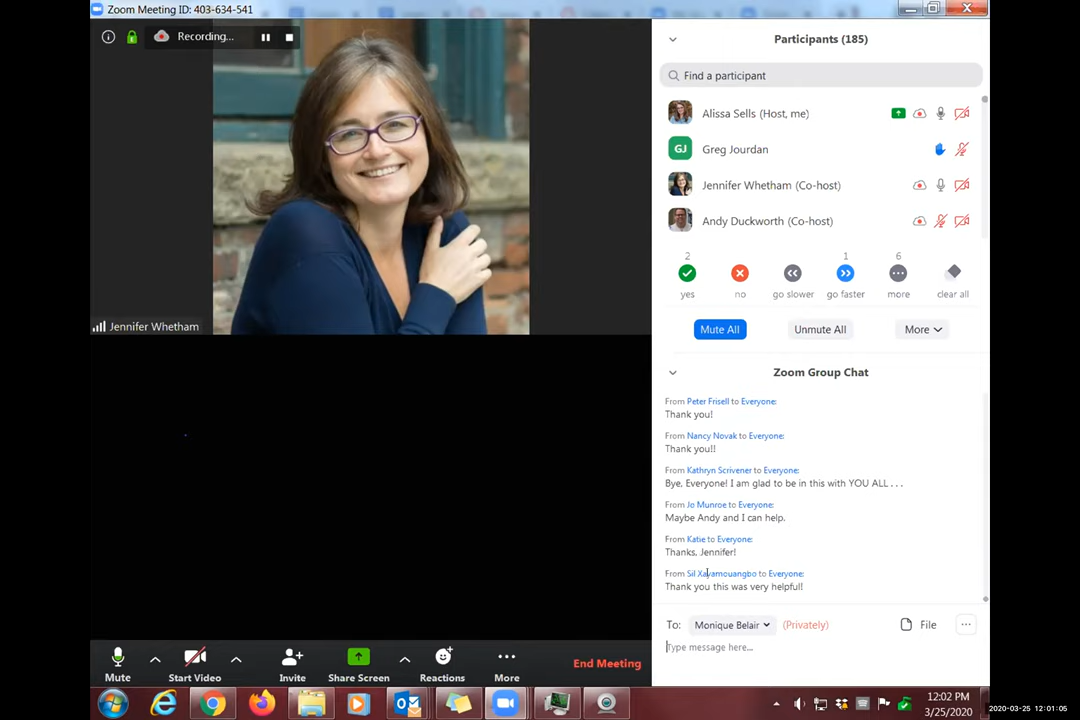 Zoom Meeting ID: 403-634-541
Recording...
Jennifer Whetham
Participants (185)
Find a participant
Alissa Sells (Host, me)
GJ Greg Jourdan
Jennifer Whetham (Co-host)
Andy Duckworth (Co-host)
2 1 6
yes no go slower go faster more clear all
Mute All Unmute All More
Zoom Group Chat
From Peter Frisell to Everyone:
Thank you!
From Nancy Novak to Everyone:
Thank you!!
From Kathryn Scrivener to Everyone:
Bye, Everyone! I am glad to be in this with YOU ALL . . .
From Jo Munroe to Everyone:
Maybe Andy and I can help.
From Katie to Everyone:
Thanks, Jennifer!
From Sil Xayamouangbo to Everyone:
Thank you this was very helpful!
To: Monique Belair (Privately) File
Type message here...
Mute Start Video Invite Share Screen Reactions More End Meeting
12:02 PM
3/25/2020
2020-03-25 12:01:05